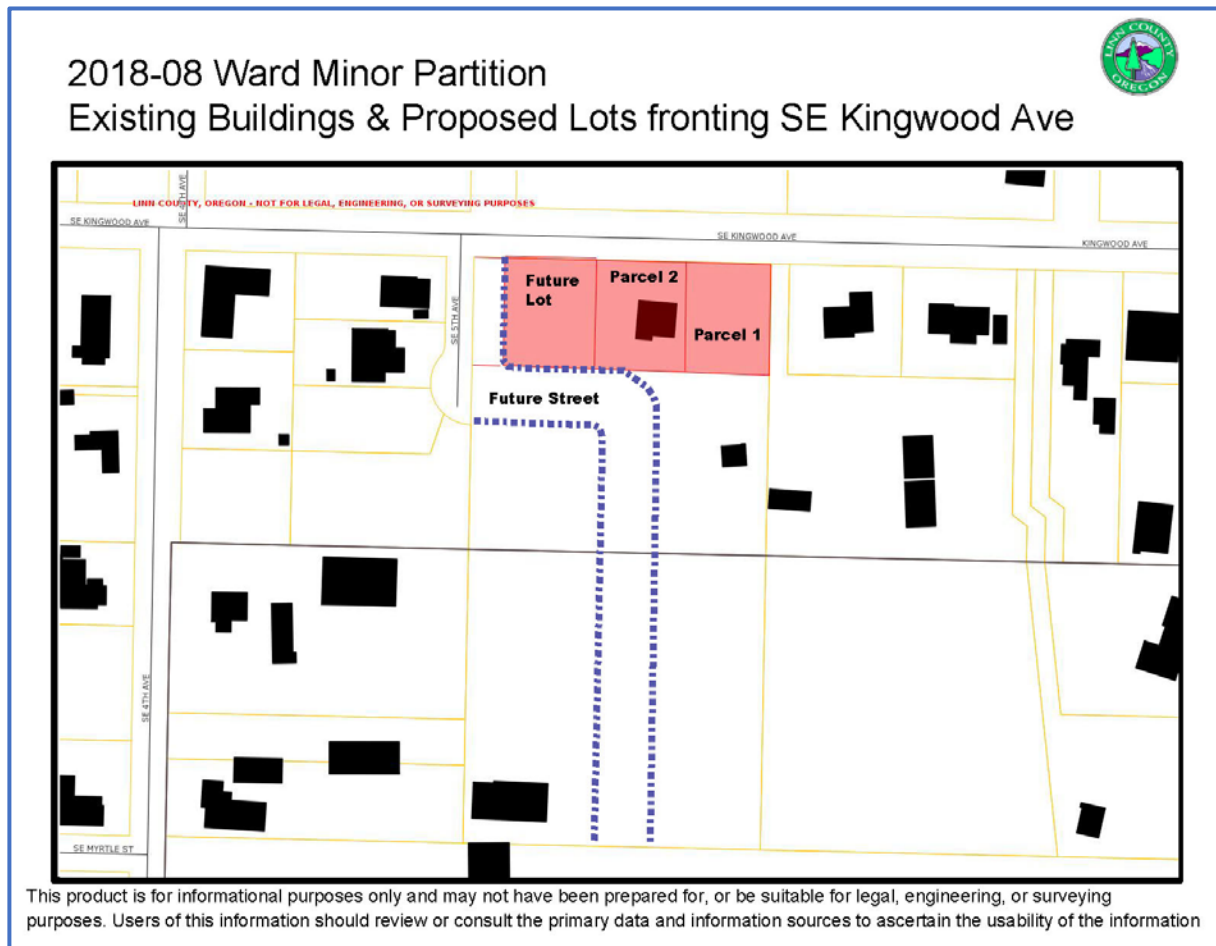 2018-08 Ward Minor Partition
Existing Buildings & Proposed Lots fronting SE Kingwood Ave
LINN COUNTY
OREGON
LINN COUNTY, OREGON - NOT FOR LEGAL, ENGINEERING, OR SURVEYING PURPOSES
SE KINGWOOD AVE
SE 4TH AVE
SE KINGWOOD AVE
KINGWOOD AVE
SE 5TH AVE
Future
Lot
Parcel 2
Parcel 1
Future Street
SE 4TH AVE
SE MYRTLE ST
This product is for informational purposes only and may not have been prepared for, or be suitable for legal, engineering, or surveying
purposes. Users of this information should review or consult the primary data and information sources to ascertain the usability of the information